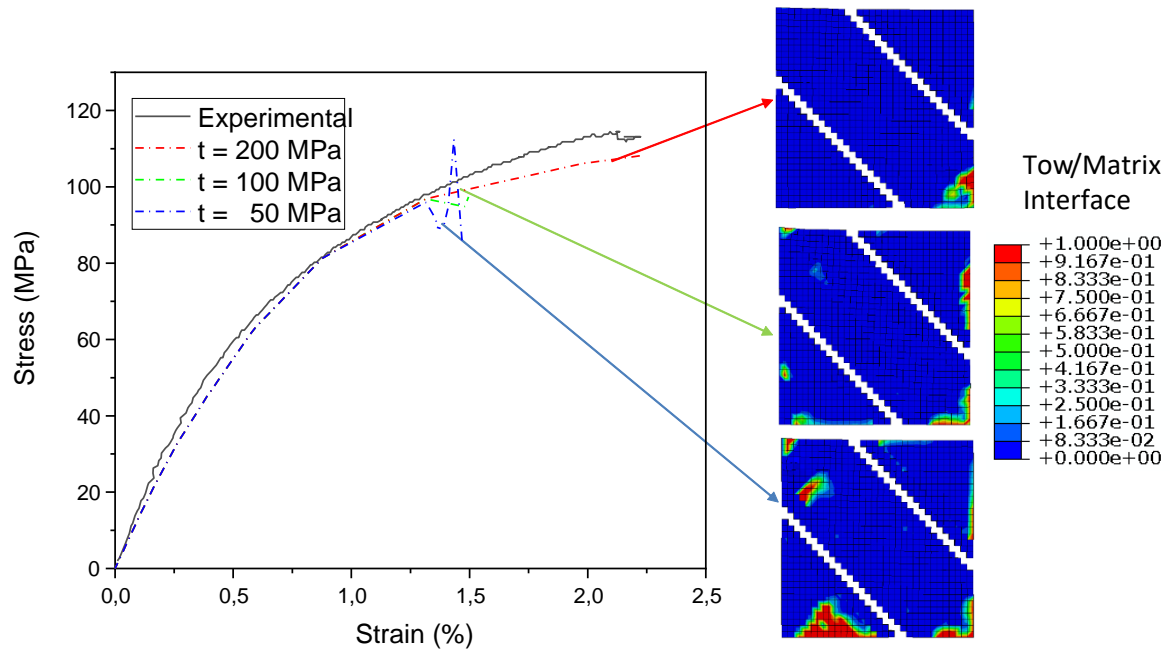 Experimental
t = 200 MPa
t = 100 MPa
t = 50 MPa
Stress (MPa)
120
100
80
60
40
20
0
0,0 0,5 1,0 1,5 2,0 2,5
Strain (%)
Tow/Matrix
Interface
+1.000e+00
+9.167e-01
+8.333e-01
+7.500e-01
+6.667e-01
+5.833e-01
+5.000e-01
+4.167e-01
+3.333e-01
+2.500e-01
+1.667e-01
+8.333e-02
+0.000e+00